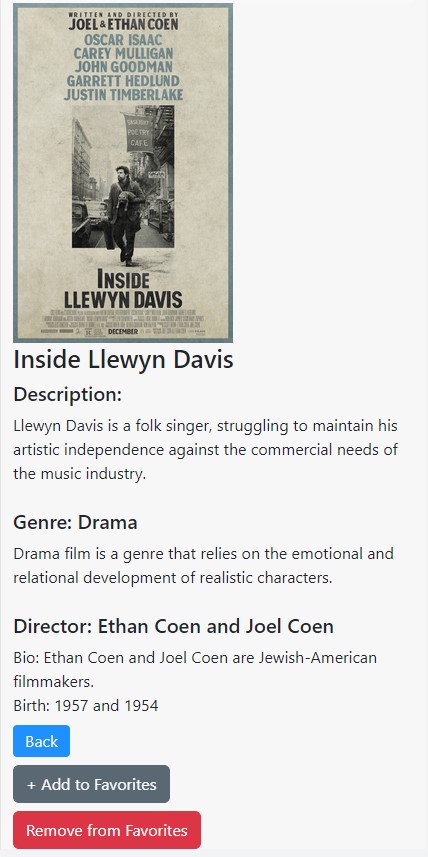 WRITTEN AND DIRECTED BY
JOEL & ETHAN COEN
OSCAR ISAAC
CAREY MULLIGAN
JOHN GOODMAN
GARRETT HEDLUND
JUSTIN TIMBERLAKE
GASLIGHT
POETRY
CAFE
INSIDE
LLEWYN DAVIS
DECEMBER
Inside Llewyn Davis
Description:
Llewyn Davis is a folk singer, struggling to maintain his
artistic independence against the commercial needs of
the music industry.
Genre: Drama
Drama film is a genre that relies on the emotional and
relational development of realistic characters.
Director: Ethan Coen and Joel Coen
Bio: Ethan Coen and Joel Coen are Jewish-American
filmmakers.
Birth: 1957 and 1954
Back
+ Add to Favorites
Remove from Favorites